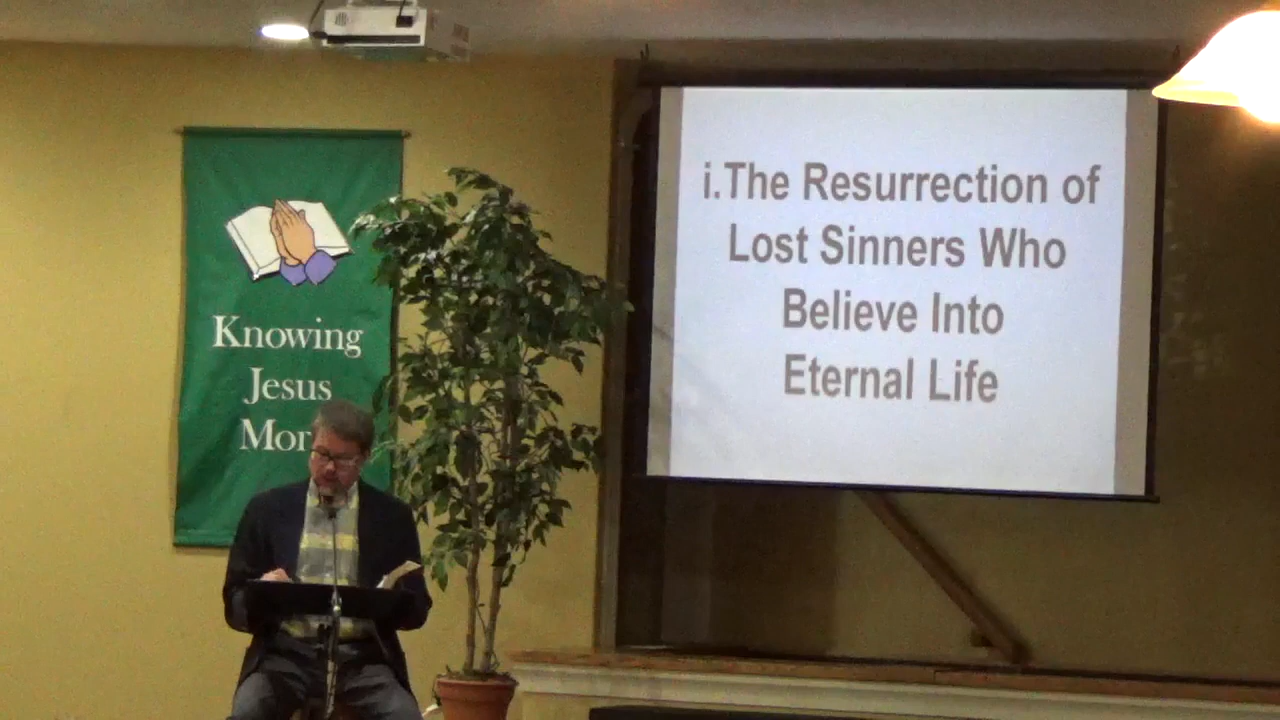 Knowing
Jesus
i.The Resurrection of
Lost Sinners Who
Believe Into
Eternal Life